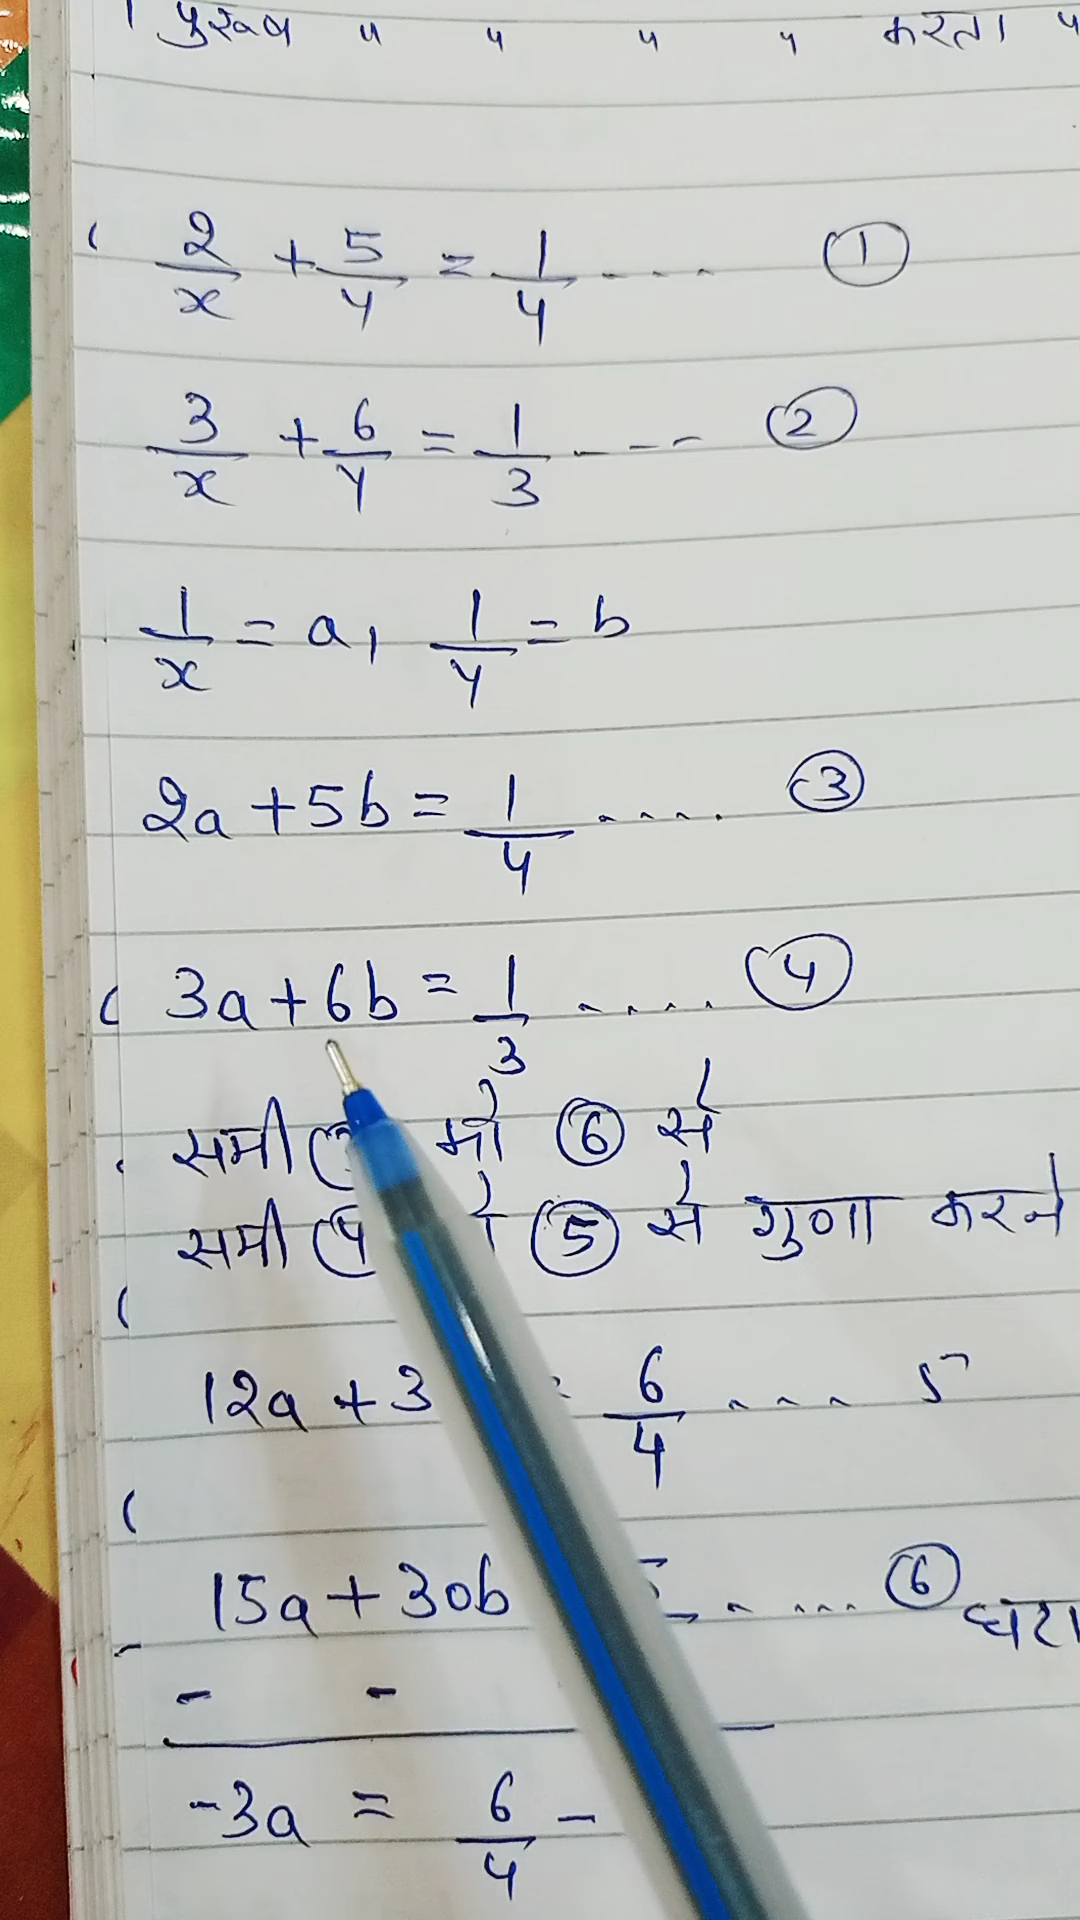 पुरुष " " " " करता
2/x + 5/y = 1/4 ---- ①
3/x + 6/y = 1/3 --- ②
1/x = a, 1/y = b
2a + 5b = 1/4 ..... ③
3a + 6b = 1/3 ..... ④
समी को ⑥ से
समी ④ ⑤ से गुणा करने
12a + 3 = 6/4 ---- 5
15a + 30b ..... ⑥
- -
-3a = 6/4 -